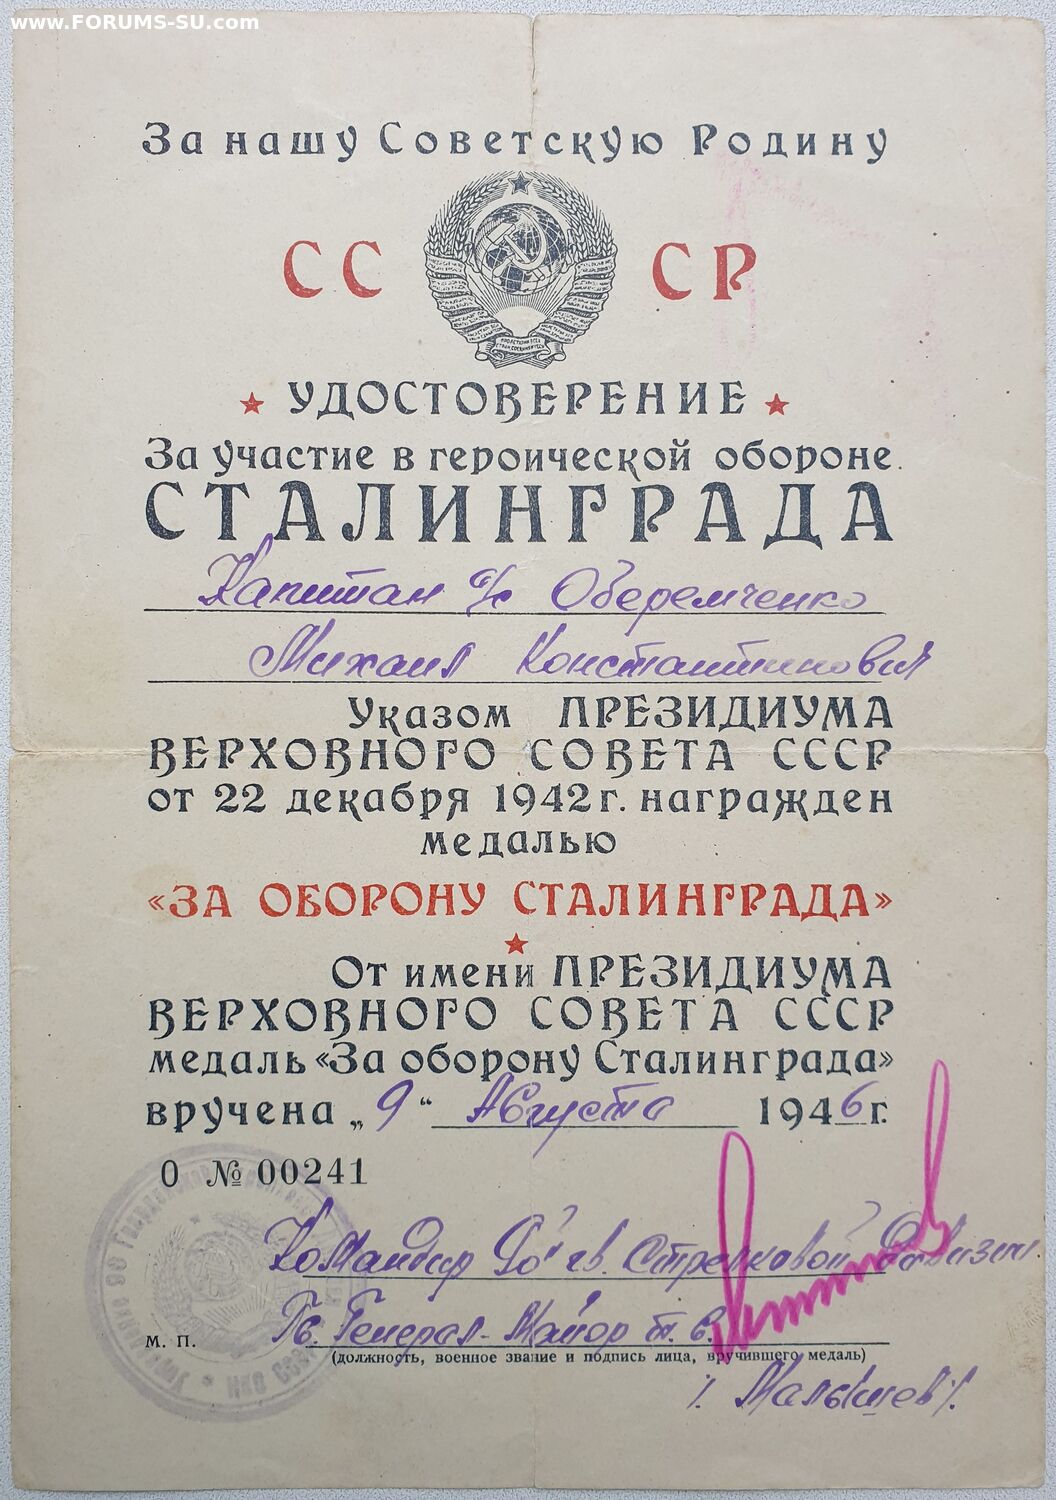 www.FORUMS-SU.com
За нашу Советскую Родину
СС СР
УДОСТОВЕРЕНИЕ
За участие в героической обороне
СТАЛИНГРАДА
Капитан а/с Оберемченко
Михаил Константинович
Указом ПРЕЗИДИУМА
ВЕРХОВНОГО СОВЕТА СССР
от 22 декабря 1942 г. награжден
медалью
«ЗА ОБОРОНУ СТАЛИНГРАДА»
От имени ПРЕЗИДИУМА
ВЕРХОВНОГО СОВЕТА СССР
медаль «За оборону Сталинграда»
вручена „9“ Августа 1946 г.
О № 00241
Командир гв. Стрелковой Дивизии
Гв. Генерал-Майор т. в.
М. П.
(должность, военное звание и подпись лица, вручившего медаль)
/. Малышев /.